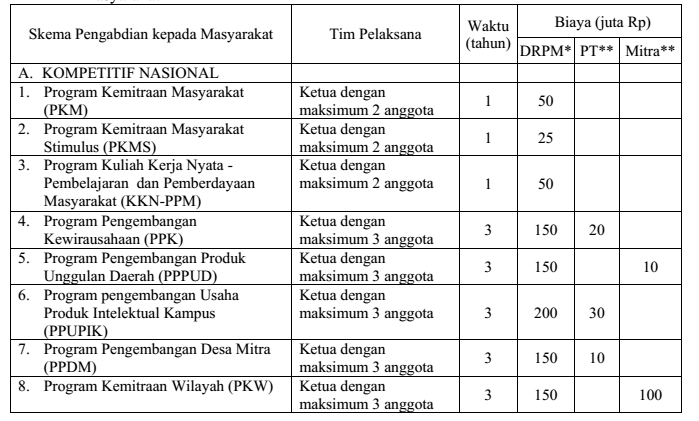 Skema Pengabdian kepada Masyarakat Tim Pelaksana Waktu (tahun) Biaya (juta Rp)
DRPM* PT** Mitra**
A. KOMPETITIF NASIONAL
1. Program Kemitraan Masyarakat Ketua dengan
(PKM) maksimum 2 anggota 1 50
2. Program Kemitraan Masyarakat Ketua dengan
Stimulus (PKMS) maksimum 2 anggota 1 25
3. Program Kuliah Kerja Nyata - Ketua dengan
Pembelajaran dan Pemberdayaan maksimum 2 anggota 1 50
Masyarakat (KKN-PPM)
4. Program Pengembangan Ketua dengan
Kewirausahaan (PPK) maksimum 3 anggota 3 150 20
5. Program Pengembangan Produk Ketua dengan
Unggulan Daerah (PPPUD) maksimum 3 anggota 3 150 10
6. Program pengembangan Usaha Ketua dengan
Produk Intelektual Kampus maksimum 3 anggota 3 200 30
(PPUPIK)
7. Program Pengembangan Desa Mitra Ketua dengan
(PPDM) maksimum 3 anggota 3 150 10
8. Program Kemitraan Wilayah (PKW) Ketua dengan
maksimum 3 anggota 3 150 100